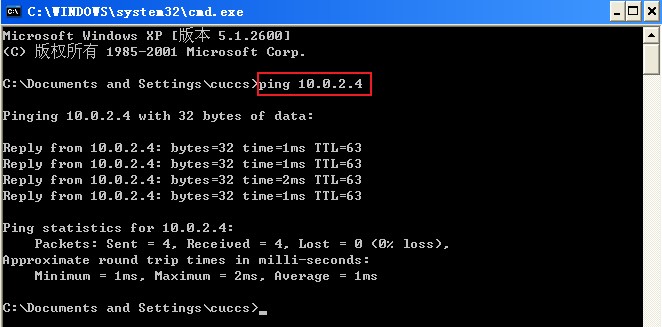 C:\WINDOWS\system32\cmd.exe
Microsoft Windows XP [版本 5.1.2600]
(C) 版权所有 1985-2001 Microsoft Corp.
C:\Documents and Settings\cuccs>ping 10.0.2.4
Pinging 10.0.2.4 with 32 bytes of data:
Reply from 10.0.2.4: bytes=32 time=1ms TTL=63
Reply from 10.0.2.4: bytes=32 time=1ms TTL=63
Reply from 10.0.2.4: bytes=32 time=2ms TTL=63
Reply from 10.0.2.4: bytes=32 time=1ms TTL=63
Ping statistics for 10.0.2.4:
Packets: Sent = 4, Received = 4, Lost = 0 (0% loss),
Approximate round trip times in milli-seconds:
Minimum = 1ms, Maximum = 2ms, Average = 1ms
C:\Documents and Settings\cuccs>_